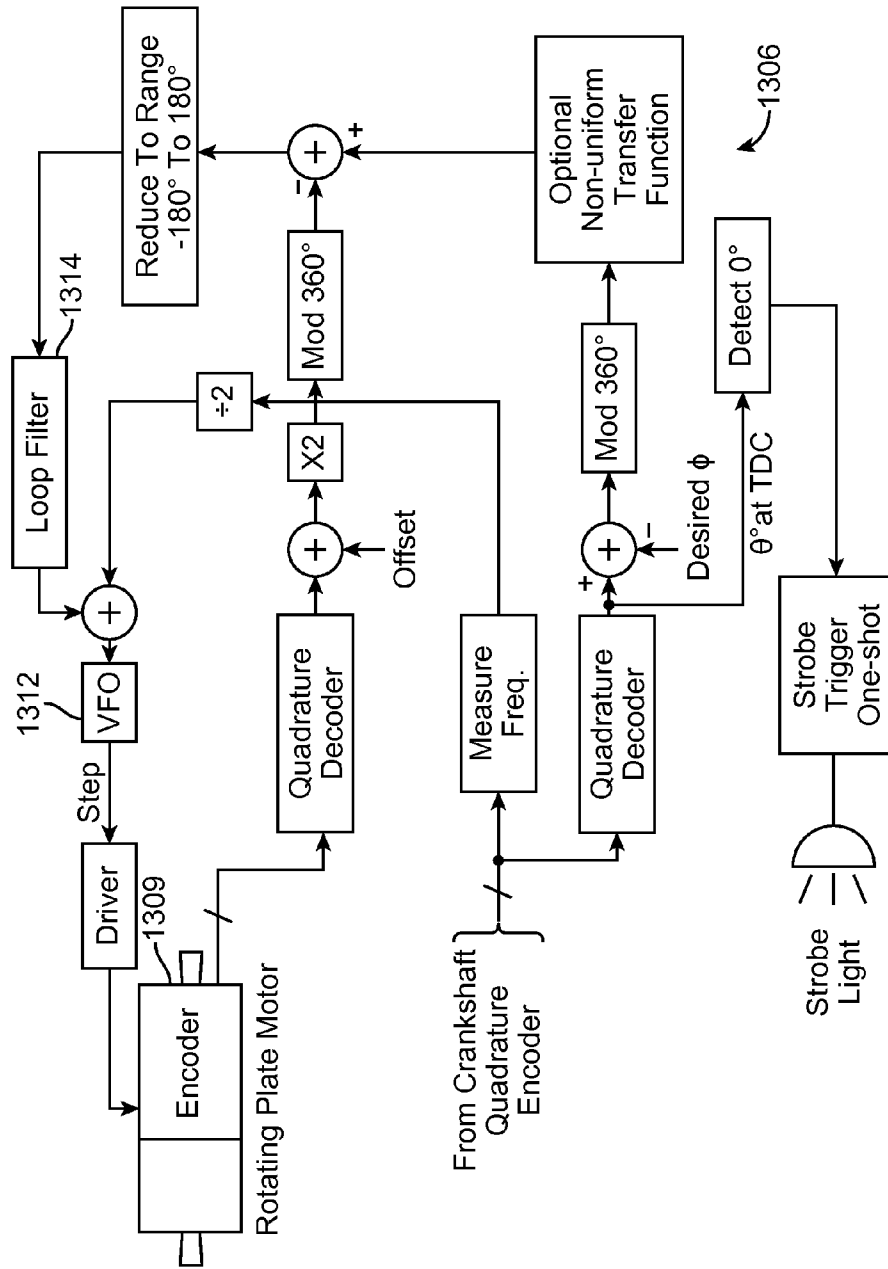 Rotating Plate Motor
Encoder
1309
Driver
Step
1312
VFO
+
Loop Filter
1314
Reduce To Range
-180° To 180°
Quadrature
Decoder
+
Offset
X2
÷2
Mod 360°
−
+
+
From Crankshaft
Quadrature
Encoder
Measure
Freq.
Quadrature
Decoder
+
+
−
Desired ϕ
Mod 360°
Optional
Non-uniform
Transfer
Function
θ°at TDC
Detect 0°
1306
Strobe
Trigger
One-shot
Strobe
Light